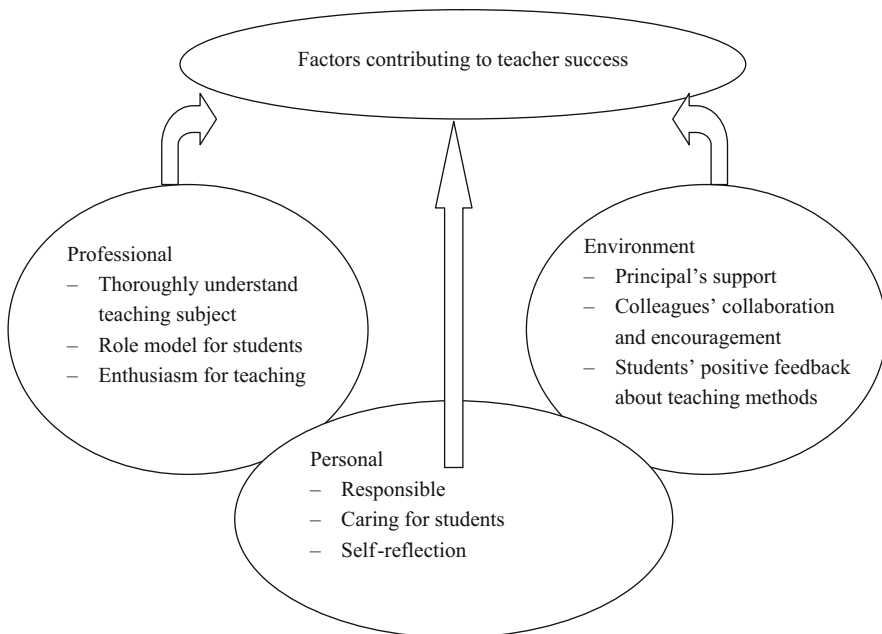 Factors contributing to teacher success
Professional
– Thoroughly understand
teaching subject
– Role model for students
– Enthusiasm for teaching
Environment
– Principal’s support
– Colleagues’ collaboration
and encouragement
– Students’ positive feedback
about teaching methods
Personal
– Responsible
– Caring for students
– Self-reflection